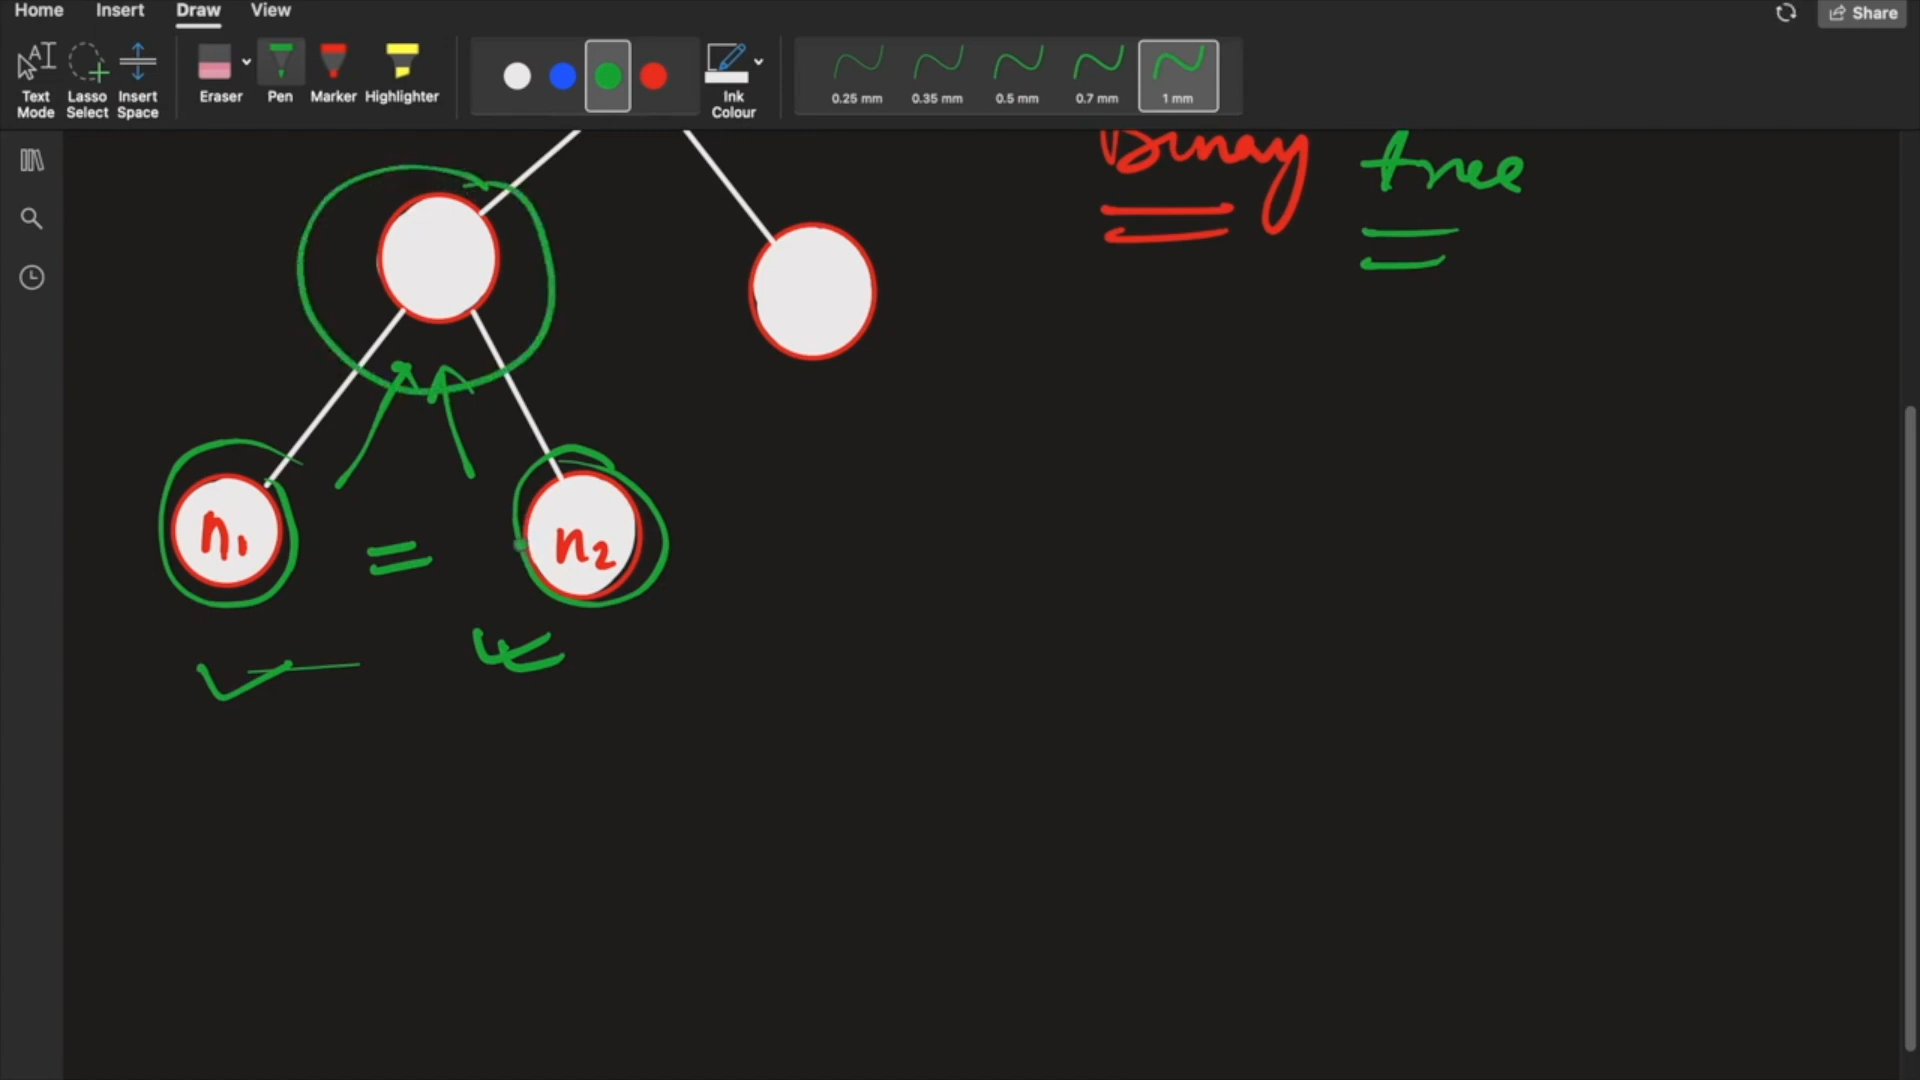 Home Insert Draw View Share
Text Mode Lasso Select Insert Space Eraser Pen Marker Highlighter Ink Colour 0.25 mm 0.35 mm 0.5 mm 0.7 mm 1 mm
Binay tree
n1 = n2